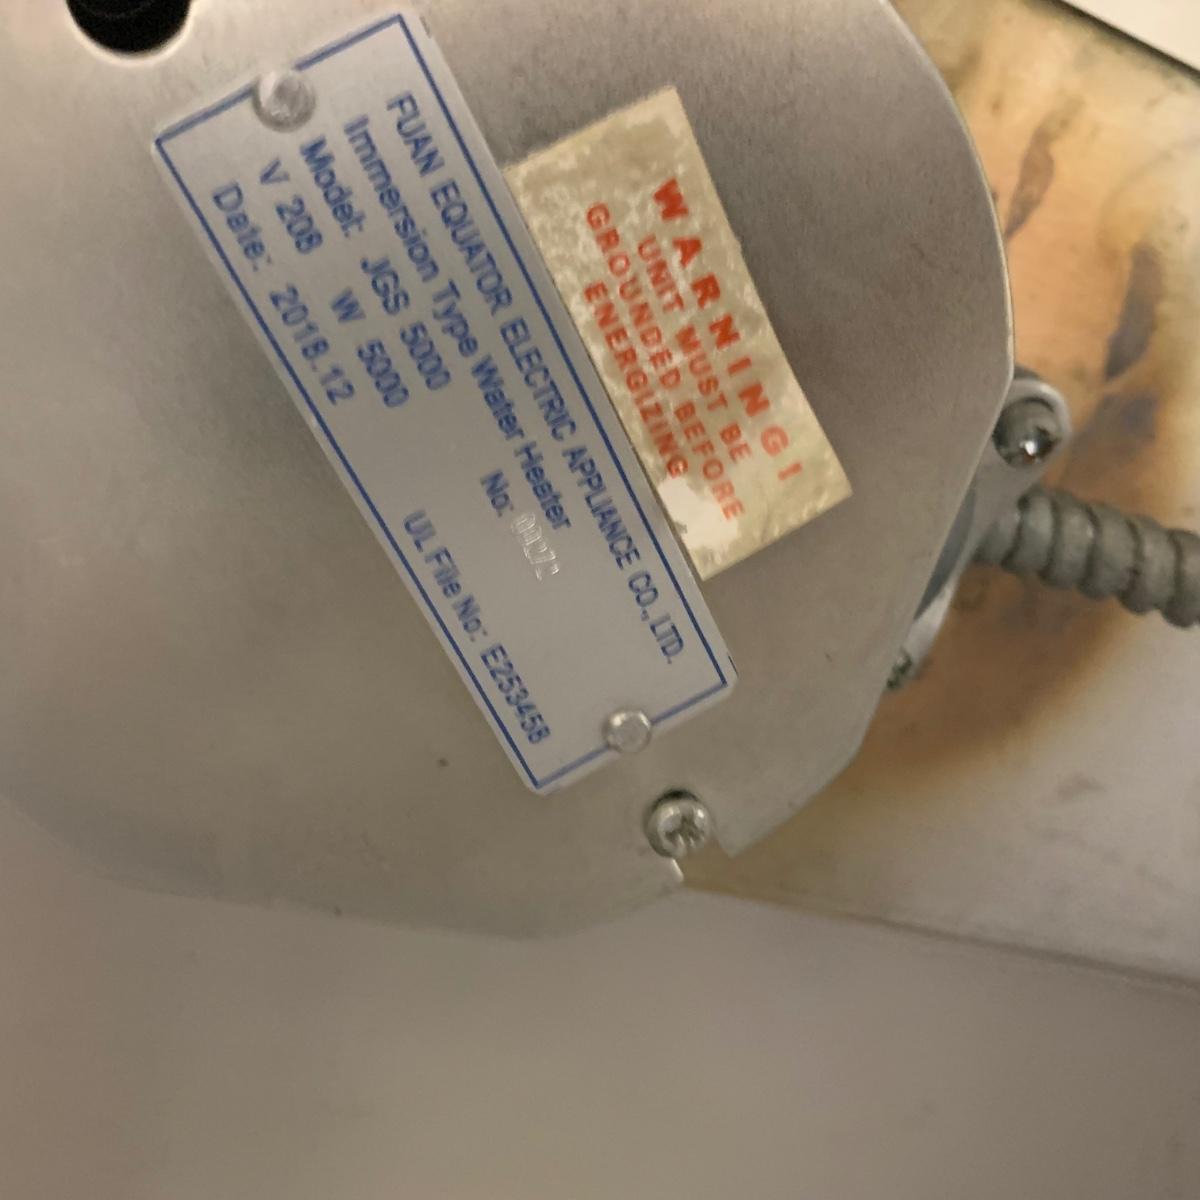 FUAN EQUATOR ELECTRIC APPLIANCE CO., LTD.
Immersion Type Water Heater
Model: JGS 5000 No: 00272
V 208 W 5000
Date: 2018.12 UL File No: E253458
WARNING!
UNIT MUST BE
GROUNDED BEFORE
ENERGIZING